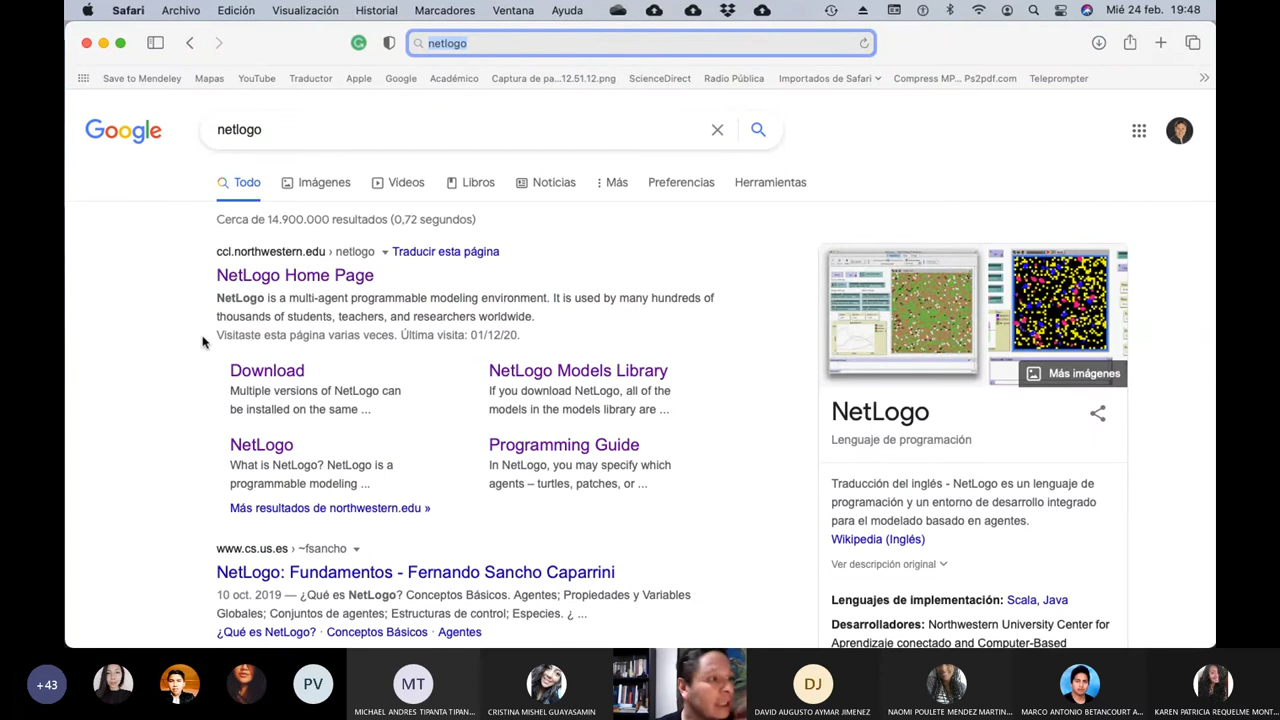 Safari Archivo Edición Visualización Historial Marcadores Ventana Ayuda Mié 24 feb. 19:48
netlogo
Save to Mendeley Mapas YouTube Traductor Apple Google Académico Captura de pa...12.51.12.png ScienceDirect Radio Pública Importados de Safari Compress MP... Ps2pdf.com Teleprompter
Google netlogo
Todo Imágenes Videos Libros Noticias Más Preferencias Herramientas
Cerca de 14.900.000 resultados (0,72 segundos)
ccl.northwestern.edu › netlogo Traducir esta página
NetLogo Home Page
NetLogo is a multi-agent programmable modeling environment. It is used by many hundreds of
thousands of students, teachers, and researchers worldwide.
Visitaste esta página varias veces. Última visita: 01/12/20.
Download
Multiple versions of NetLogo can
be installed on the same ...
NetLogo Models Library
If you download NetLogo, all of the
models in the models library are ...
NetLogo
What is NetLogo? NetLogo is a
programmable modeling ...
Programming Guide
In NetLogo, you may specify which
agents – turtles, patches, or ...
Más resultados de northwestern.edu »
www.cs.us.es › ~fsancho
NetLogo: Fundamentos - Fernando Sancho Caparrini
10 oct. 2019 — ¿Qué es NetLogo? Conceptos Básicos. Agentes; Propiedades y Variables
Globales; Conjuntos de agentes; Estructuras de control; Especies. ¿ ...
¿Qué es NetLogo? · Conceptos Básicos · Agentes
Más imágenes
NetLogo
Lenguaje de programación
Traducción del inglés - NetLogo es un lenguaje de
programación y un entorno de desarrollo integrado
para el modelado basado en agentes.
Wikipedia (Inglés)
Ver descripción original
Lenguajes de implementación: Scala, Java
Desarrolladores: Northwestern University Center for
Aprendizaje conectado and Computer-Based
+43
PV
MT
DJ
MICHAEL ANDRES TIPANTA TIPAN...
CRISTINA MISHEL GUAYASAMIN
DAVID AUGUSTO AYMAR JIMENEZ
NAOMI POULETE MENDEZ MARTIN...
MARCO ANTONIO BETANCOURT A...
KAREN PATRICIA REQUELME MONT...